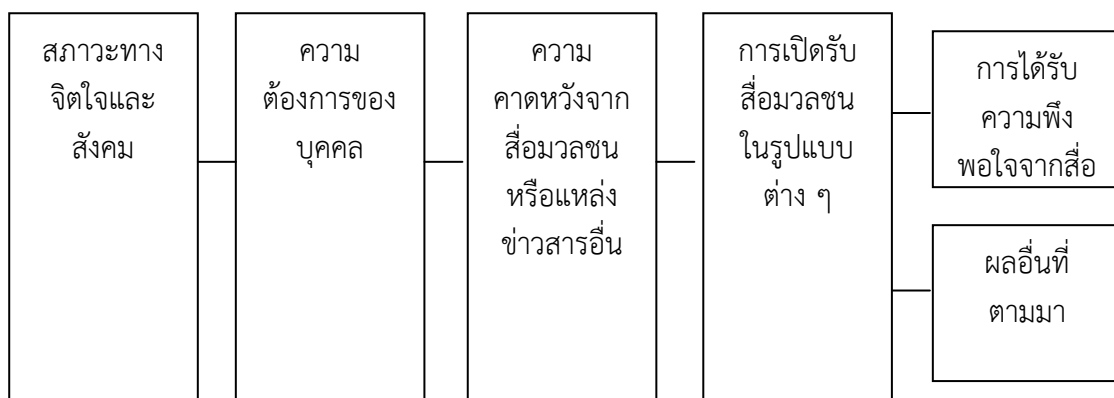 สภาวะทาง
จิตใจและ
สังคม
ความ
ต้องการของ
บุคคล
ความ
คาดหวังจาก
สื่อมวลชน
หรือแหล่ง
ข่าวสารอื่น
การเปิดรับ
สื่อมวลชน
ในรูปแบบ
ต่าง ๆ
การได้รับ
ความพึง
พอใจจากสื่อ
ผลอื่นที่
ตามมา